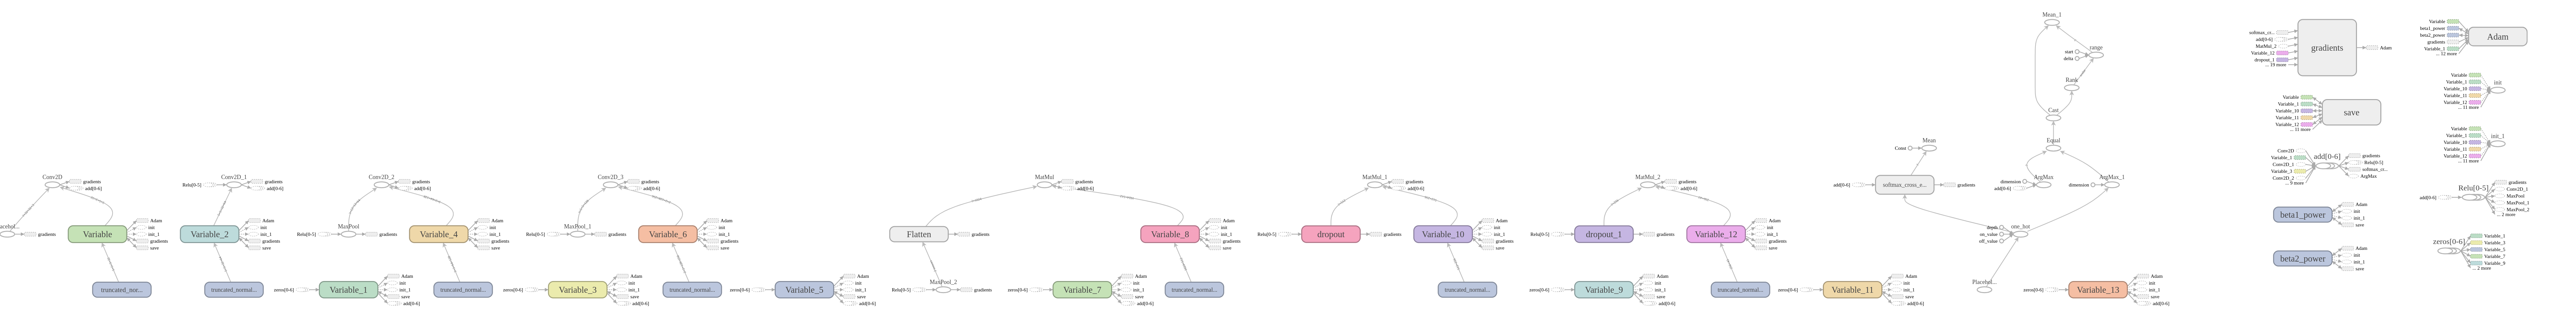 Conv2D
gradients
add[0-6]
acehol...
gradients
Variable
Adam
init
init_1
gradients
save
truncated_nor...
Relu[0-5]
Conv2D_1
gradients
add[0-6]
Variable_2
Adam
init
init_1
gradients
save
truncated_normal...
zeros[0-6]
Variable_1
Adam
init
init_1
save
add[0-6]
Conv2D_2
gradients
add[0-6]
Relu[0-5]
MaxPool
gradients
Variable_4
Adam
init
init_1
gradients
save
truncated_normal...
zeros[0-6]
Variable_3
Adam
init
init_1
save
add[0-6]
Conv2D_3
gradients
add[0-6]
Relu[0-5]
MaxPool_1
gradients
Variable_6
Adam
init
init_1
gradients
save
truncated_normal...
zeros[0-6]
Variable_5
Adam
init
init_1
save
add[0-6]
MatMul
gradients
add[0-6]
Flatten
gradients
Relu[0-5]
MaxPool_2
gradients
Variable_8
Adam
init
init_1
gradients
save
truncated_normal...
zeros[0-6]
Variable_7
Adam
init
init_1
save
add[0-6]
MatMul_1
gradients
add[0-6]
Relu[0-5]
dropout
gradients
Variable_10
Adam
init
init_1
gradients
save
truncated_normal...
MatMul_2
gradients
add[0-6]
Relu[0-5]
dropout_1
gradients
Variable_12
Adam
init
init_1
gradients
save
truncated_normal...
zeros[0-6]
Variable_9
Adam
init
init_1
save
add[0-6]
zeros[0-6]
Variable_11
Adam
init
init_1
save
add[0-6]
Mean_1
range
start
delta
Rank
Cast
Equal
Const
Mean
add[0-6]
softmax_cross_e...
gradients
dimension
add[0-6]
ArgMax
dimension
ArgMax_1
depth
on_value
off_value
one_hot
Placehol...
zeros[0-6]
Variable_13
Adam
init
init_1
save
add[0-6]
softmax_cr...
add[0-6]
MatMul_2
Variable_12
dropout_1
... 19 more
gradients
Adam
Variable
Variable_1
Variable_10
Variable_11
Variable_12
... 11 more
save
Conv2D
Variable_1
add[0-6]
Variable_3
Conv2D_2
... 9 more
gradients
Relu[0-5]
softmax_cr...
ArgMax
beta1_power
Adam
init
init_1
save
beta2_power
Adam
init
init_1
save
Variable
beta1_power
beta2_power
gradients
Variable_1
... 12 more
Adam
Variable
Variable_1
Variable_10
Variable_11
Variable_12
... 11 more
init
Variable
Variable_1
Variable_10
Variable_11
Variable_12
... 11 more
init_1
add[0-6]
Relu[0-5]
gradients
Conv2D_1
MaxPool
MaxPool_1
MaxPool_2
... 2 more
zeros[0-6]
Variable_1
Variable_3
Variable_5
Variable_7
Variable_9
... 2 more